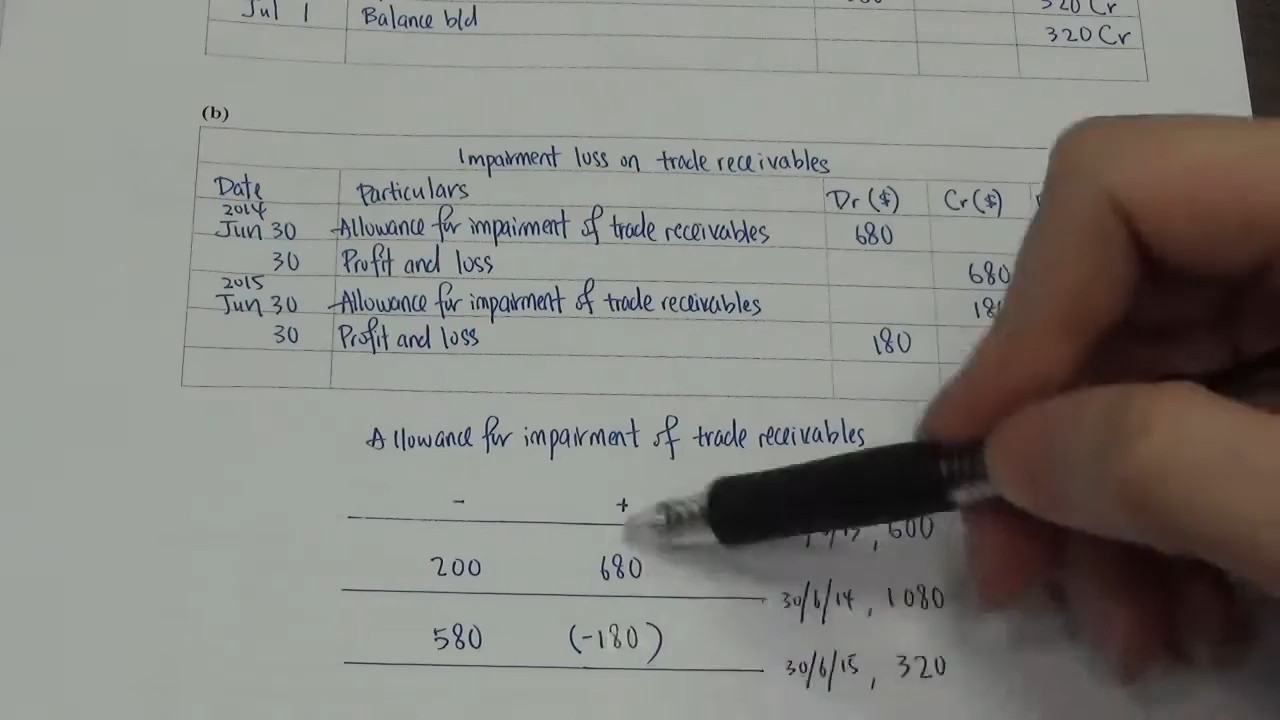 320 Cr
Jul 1 Balance b/d 320 Cr
(b)
Impairment loss on trade receivables
Date Particulars Dr ($) Cr ($)
2014
Jun 30 Allowance for impairment of trade receivables 680
30 Profit and loss 680
2015
Jun 30 Allowance for impairment of trade receivables
30 Profit and loss 180
Allowance for impairment of trade receivables
- +
600
200 680
30/6/14, 1080
580 (-180)
30/6/15, 320